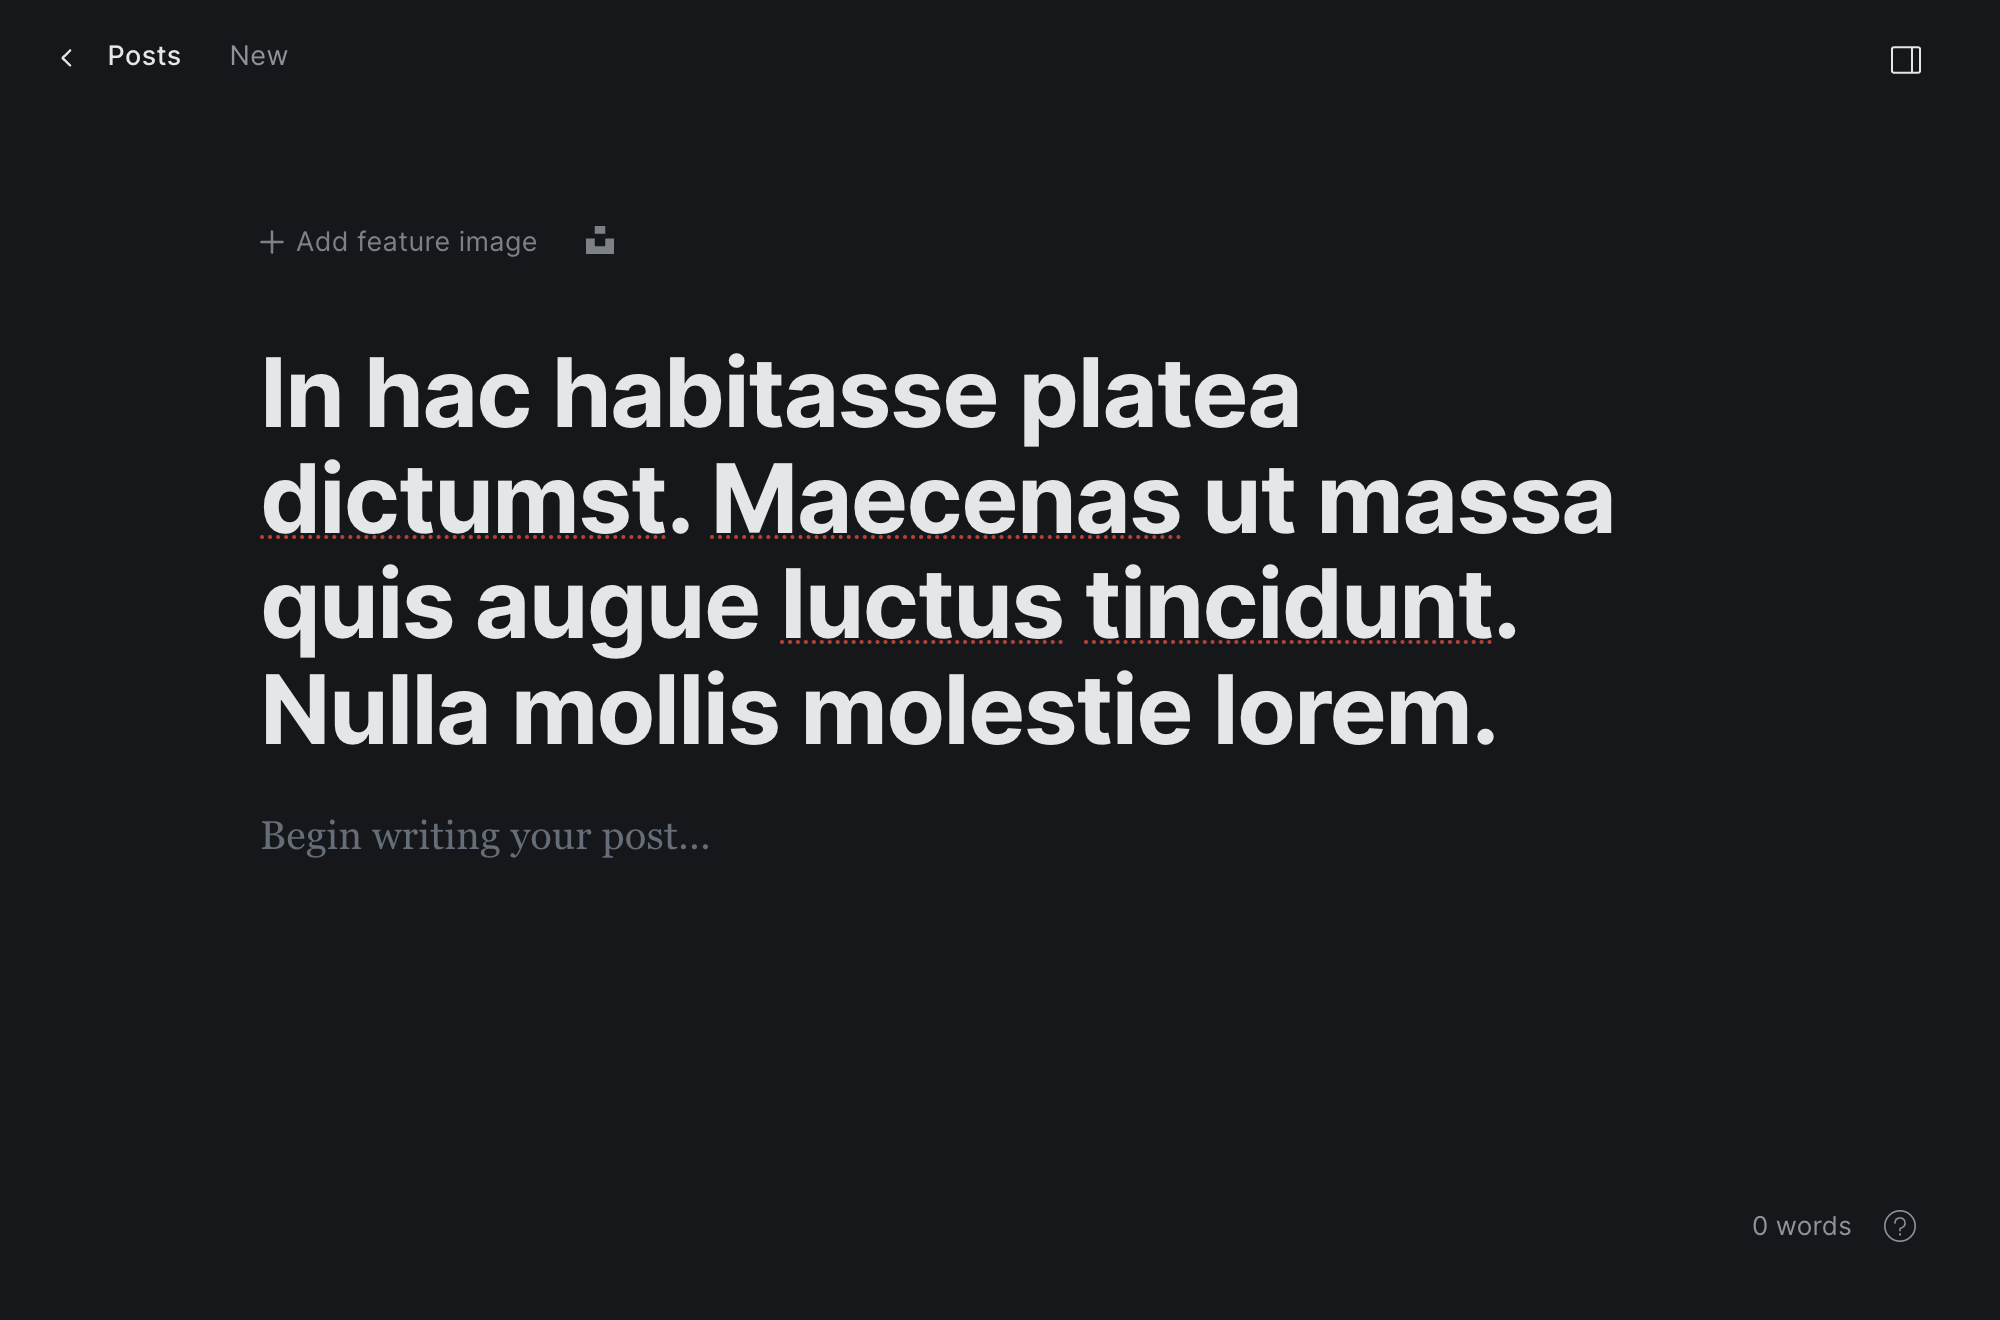 Posts New
Add feature image
In hac habitasse platea
dictumst. Maecenas ut massa
quis augue luctus tincidunt.
Nulla mollis molestie lorem.
Begin writing your post...
0 words ?